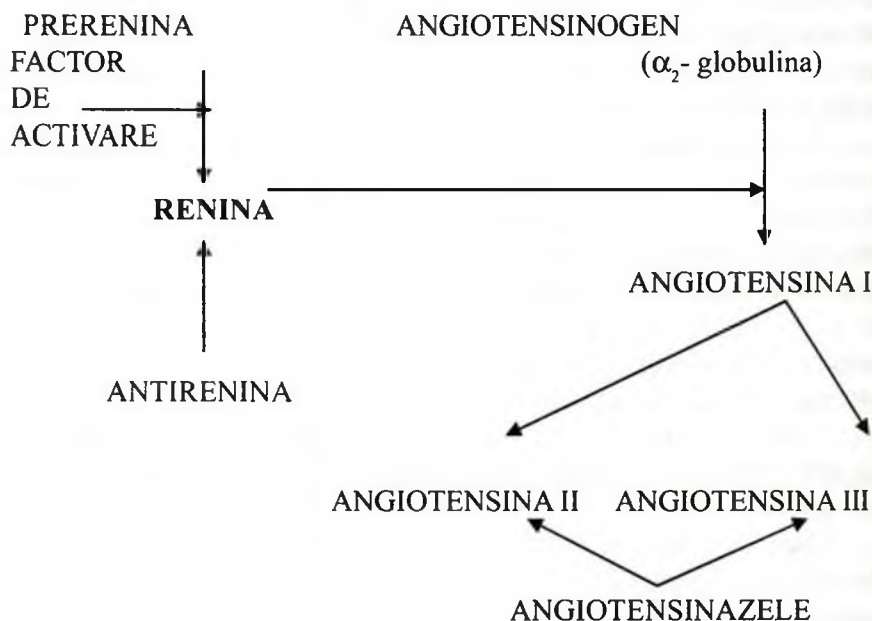 PRERENINA
FACTOR
DE
ACTIVARE
ANGIOTENSINOGEN
(α₂- globulina)
RENINA
ANGIOTENSINA I
ANTIRENINA
ANGIOTENSINA II
ANGIOTENSINA III
ANGIOTENSINAZELE